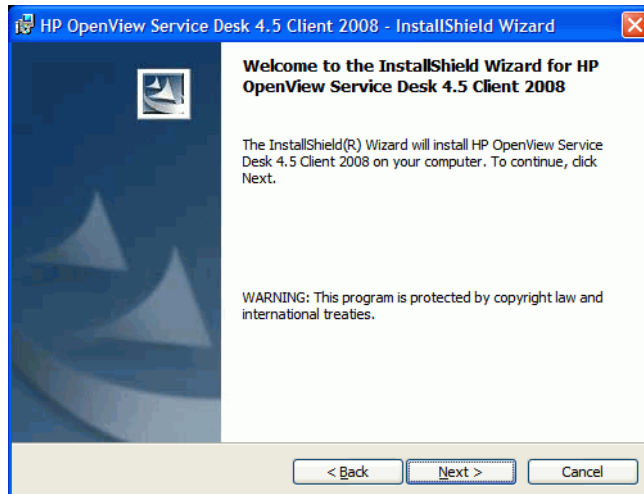 HP OpenView Service Desk 4.5 Client 2008 - InstallShield Wizard
Welcome to the InstallShield Wizard for HP
OpenView Service Desk 4.5 Client 2008
The InstallShield(R) Wizard will install HP OpenView Service
Desk 4.5 Client 2008 on your computer. To continue, click
Next.
WARNING: This program is protected by copyright law and
international treaties.
< Back
Next >
Cancel